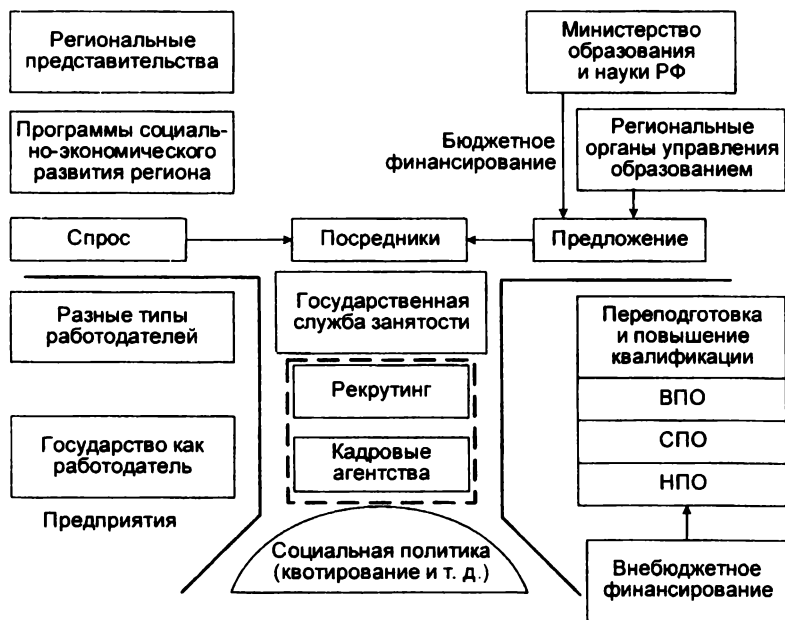 Региональные
представительства
Министерство
образования
и науки РФ
Программы социаль-
но-экономического
развития региона
Бюджетное
финансирование
Региональные
органы управления
образованием
Спрос
Посредники
Предложение
Разные типы
работодателей
Государство как
работодатель
Предприятия
Государственная
служба занятости
Рекрутинг
Кадровые
агентства
Социальная политика
(квотирование и т. д.)
Переподготовка
и повышение
квалификации
ВПО
СПО
НПО
Внебюджетное
финансирование